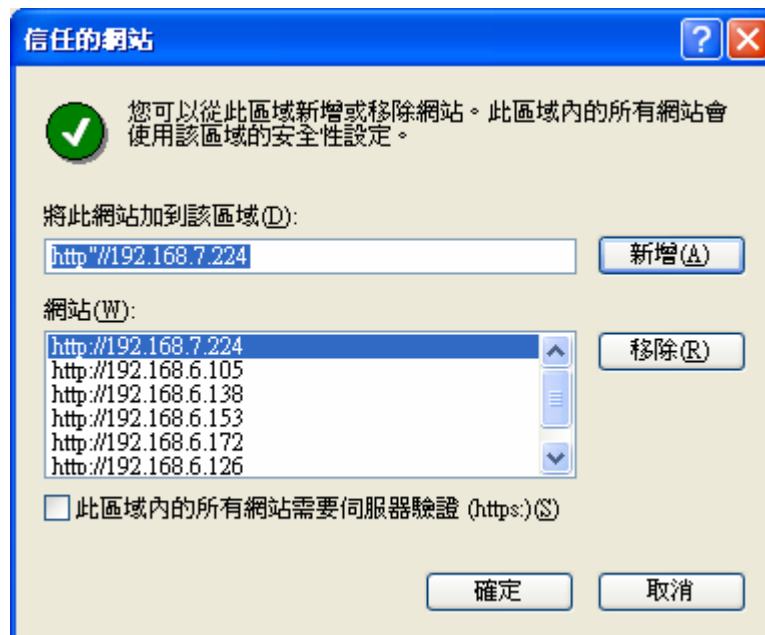 信任的網站
您可以從此區域新增或移除網站。此區域內的所有網站會
使用該區域的安全性設定。
將此網站加到該區域(D):
http"//192.168.7.224
新增(A)
網站(W):
http://192.168.7.224
移除(R)
http://192.168.6.105
http://192.168.6.138
http://192.168.6.153
http://192.168.6.172
http://192.168.6.126
此區域內的所有網站需要伺服器驗證 (https:)(S)
確定
取消